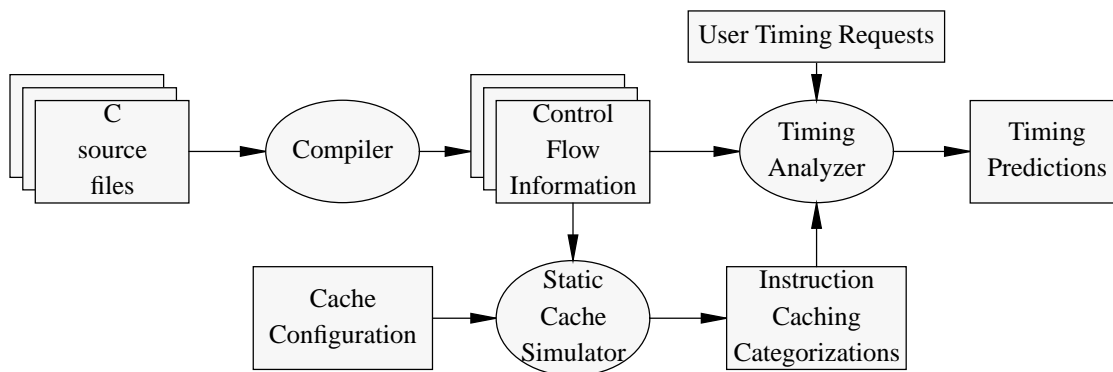 User Timing Requests
C
source
files
Compiler
Control
Flow
Information
Timing
Analyzer
Timing
Predictions
Cache
Configuration
Static
Cache
Simulator
Instruction
Caching
Categorizations